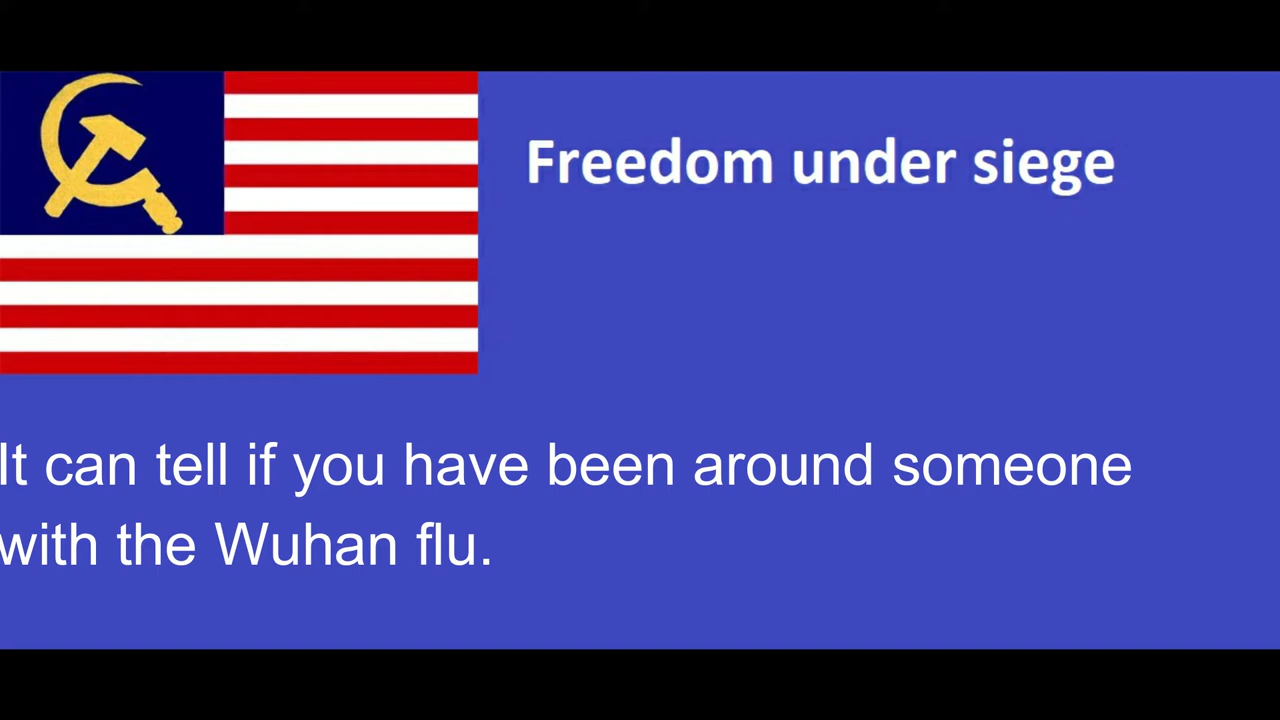 Freedom under siege
It can tell if you have been around someone
with the Wuhan flu.